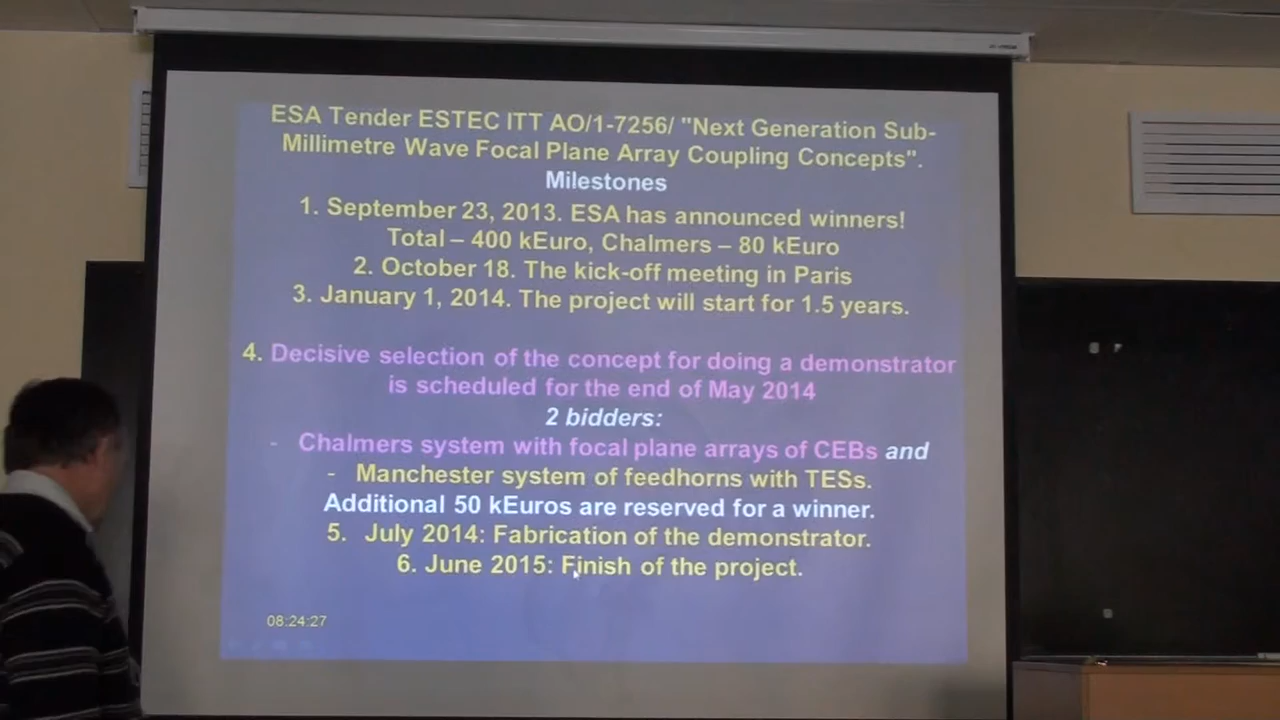 ESA Tender ESTEC ITT AO/1-7256/ "Next Generation Sub-
Millimetre Wave Focal Plane Array Coupling Concepts".
Milestones
1. September 23, 2013. ESA has announced winners!
Total – 400 kEuro, Chalmers – 80 kEuro
2. October 18. The kick-off meeting in Paris
3. January 1, 2014. The project will start for 1.5 years.
4. Decisive selection of the concept for doing a demonstrator
is scheduled for the end of May 2014
2 bidders:
- Chalmers system with focal plane arrays of CEBs and
- Manchester system of feedhorns with TESs.
Additional 50 kEuros are reserved for a winner.
5. July 2014: Fabrication of the demonstrator.
6. June 2015: Finish of the project.
08:24:27